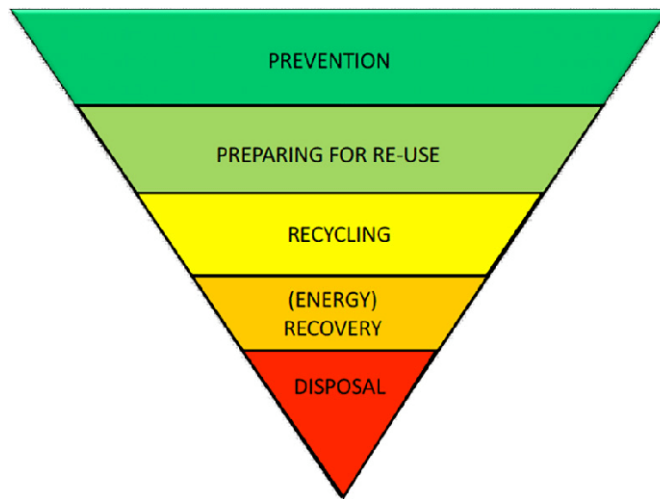 PREVENTION
PREPARING FOR RE-USE
RECYCLING
(ENERGY)
RECOVERY
DISPOSAL